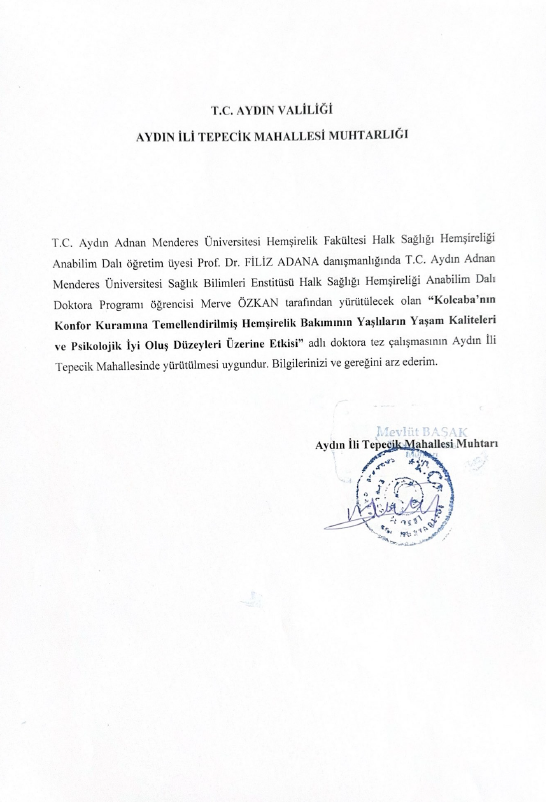 T.C. AYDIN VALİLİĞİ
AYDIN İLİ TEPECİK MAHALLESİ MUHTARLIĞI
T.C. Aydın Adnan Menderes Üniversitesi Hemşirelik Fakültesi Halk Sağlığı Hemşireliği
Anabilim Dalı öğretim üyesi Prof. Dr. FİLİZ ADANA danışmanlığında T.C. Aydın Adnan
Menderes Üniversitesi Sağlık Bilimleri Enstitüsü Halk Sağlığı Hemşireliği Anabilim Dalı
Doktora Programı öğrencisi Merve ÖZKAN tarafından yürütülecek olan “Kolcaba’nın
Konfor Kuramına Temellendirilmiş Hemşirelik Bakımının Yaşlıların Yaşam Kaliteleri
ve Psikolojik İyi Oluş Düzeyleri Üzerine Etkisi” adlı doktora tez çalışmasının Aydın İli
Tepecik Mahallesinde yürütülmesi uygundur. Bilgilerinizi ve gereğini arz ederim.
Mevlüt BAŞAK
Aydın İli Tepecik Mahallesi Muhtarı
T.C.